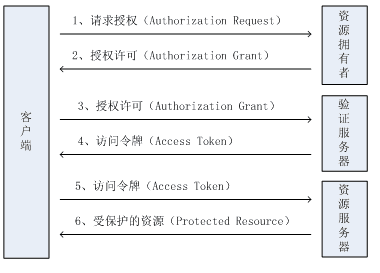 客户端
1、请求授权（Authorization Request）
2、授权许可（Authorization Grant）
资源拥有者
3、授权许可（Authorization Grant）
4、访问令牌（Access Token）
验证服务器
5、访问令牌（Access Token）
6、受保护的资源（Protected Resource）
资源服务器